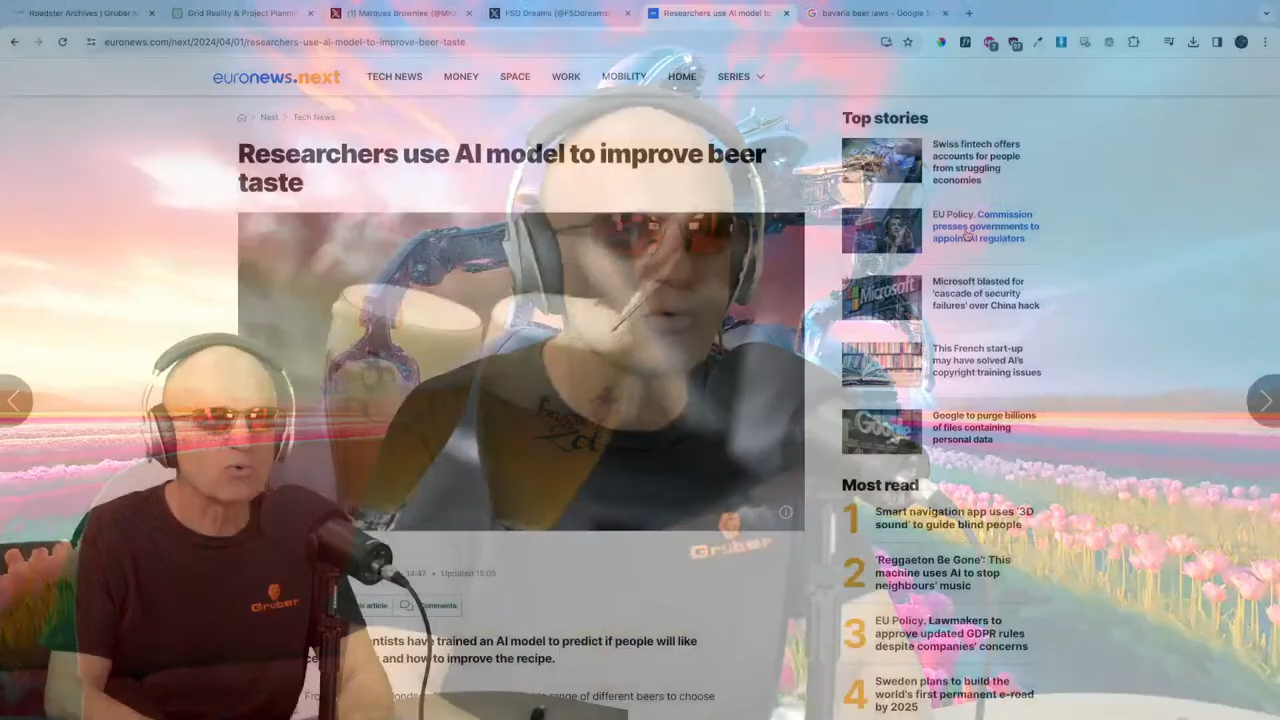 Roadster Archives | Gruber M
Grid Reality & Project Plannin
(1) Marques Brownlee (@MKB
FSD Dreams (@FSDdreams)
Researchers use AI model to
bavaria beer laws - Google S
euronews.com/next/2024/04/01/researchers-use-ai-model-to-improve-beer-taste
euronews.next
TECH NEWS
MONEY
SPACE
WORK
MOBILITY
HOME
SERIES
Next > Tech News
Researchers use AI model to improve beer
taste
14:47 • Updated 15:05
article
Comments
entists have trained an AI model to predict if people will like
and how to improve the recipe.
range of different beers to choose
Top stories
Swiss fintech offers
accounts for people
from struggling
economies
EU Policy. Commission
presses governments to
appoint AI regulators
Microsoft blasted for
'cascade of security
failures' over China hack
This French start-up
may have solved AI's
copyright training issues
Google to purge billions
of files containing
personal data
Most read
1
Smart navigation app uses '3D
sound' to guide blind people
2
'Reggaeton Be Gone': This
machine uses AI to stop
neighbours' music
3
EU Policy. Lawmakers to
approve updated GDPR rules
despite companies' concerns
4
Sweden plans to build the
world's first permanent e-road
by 2025
Microsoft
Google
Gruber
Gruber